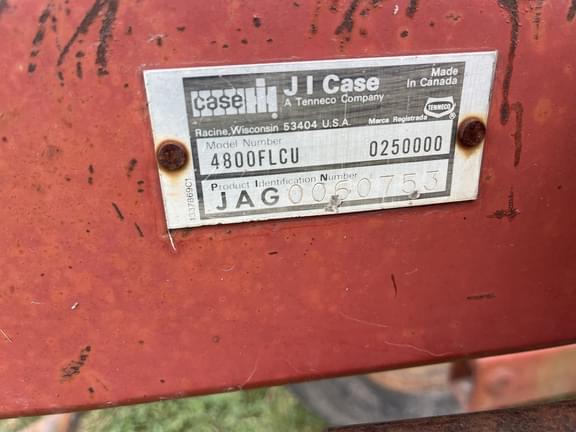 case IH
J I Case
A Tenneco Company
Made
in Canada
TENNECO
Racine, Wisconsin 53404 U.S.A.
Marca Registrada
Model Number
4800FLCU 0250000
Product Identification Number
JAG0060753
1337869C1